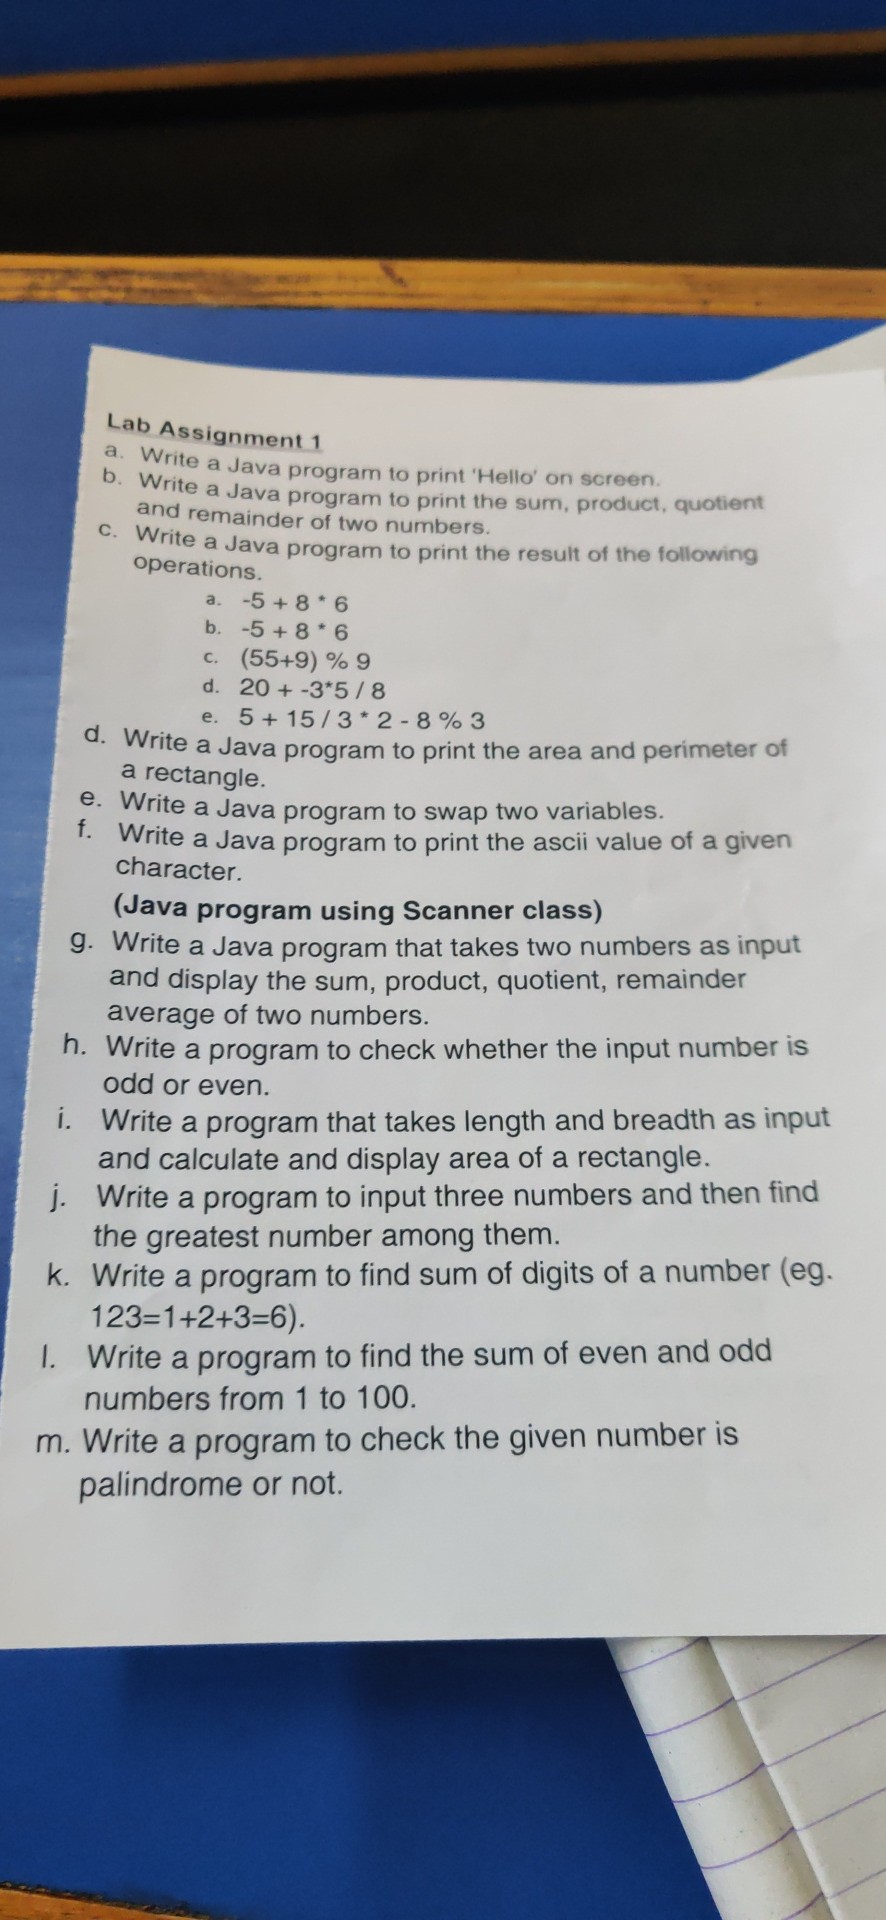 Lab Assignment 1
a. Write a Java program to print 'Hello' on screen.
b. Write a Java program to print the sum, product, quotient
and remainder of two numbers.
c. Write a Java program to print the result of the following
operations.
a. -5 + 8 * 6
b. -5 + 8 * 6
c. (55+9) % 9
d. 20 + -3*5 / 8
e. 5 + 15 / 3 * 2 - 8 % 3
d. Write a Java program to print the area and perimeter of
a rectangle.
e. Write a Java program to swap two variables.
f. Write a Java program to print the ascii value of a given
character.
(Java program using Scanner class)
g. Write a Java program that takes two numbers as input
and display the sum, product, quotient, remainder
average of two numbers.
h. Write a program to check whether the input number is
odd or even.
i. Write a program that takes length and breadth as input
and calculate and display area of a rectangle.
j. Write a program to input three numbers and then find
the greatest number among them.
k. Write a program to find sum of digits of a number (eg.
123=1+2+3=6).
l. Write a program to find the sum of even and odd
numbers from 1 to 100.
m. Write a program to check the given number is
palindrome or not.